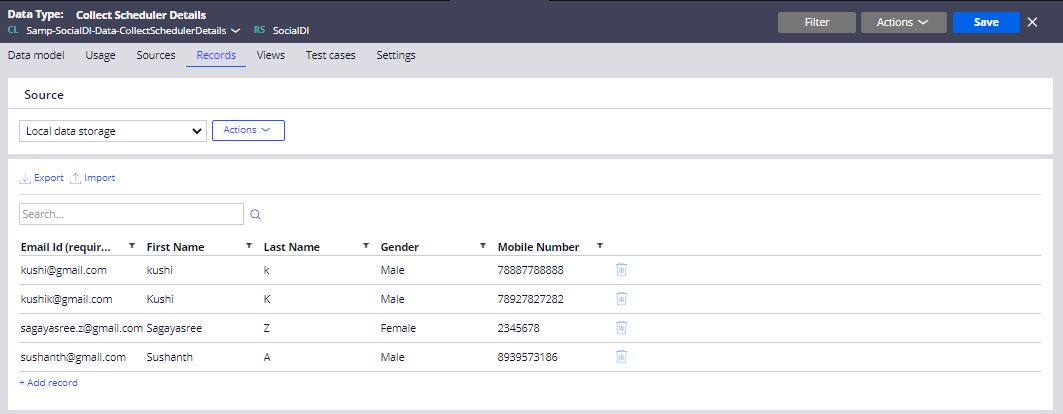 Data Type: Collect Scheduler Details
CL Samp-SocialDI-Data-CollectSchedulerDetails RS SocialDI
Filter Actions Save
Data model Usage Sources Records Views Test cases Settings
Source
Local data storage Actions
Export Import
Search...
Email Id (requir... First Name Last Name Gender Mobile Number
kushi@gmail.com kushi k Male 78887788888
kushik@gmail.com Kushi K Male 78927827282
sagayasree.z@gmail.com Sagayasree Z Female 2345678
sushanth@gmail.com Sushanth A Male 8939573186
+ Add record